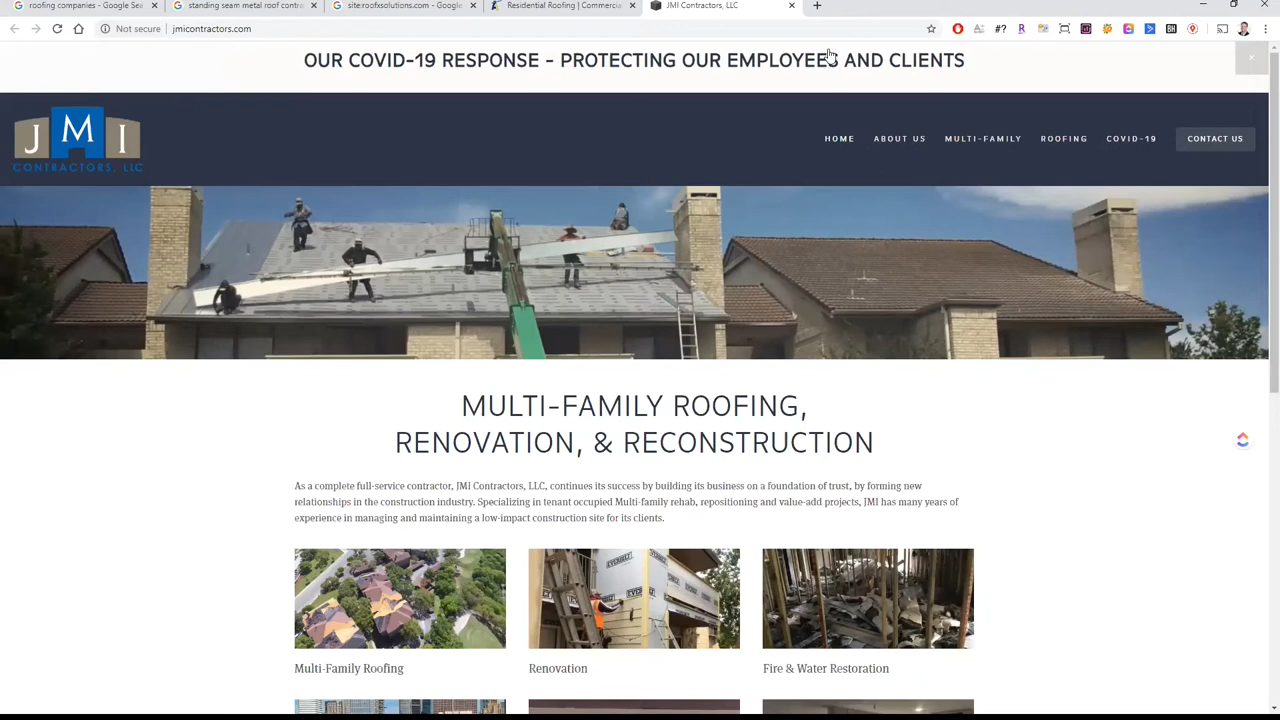 roofing companies - Google Sea
standing seam metal roof contra
site:roofsolutions.com - Google
Residential Roofing | Commercia
JMI Contractors, LLC
Not secure
jmicontractors.com
OUR COVID-19 RESPONSE - PROTECTING OUR EMPLOYEES AND CLIENTS
JMI
CONTRACTORS, LLC
HOME
ABOUT US
MULTI-FAMILY
ROOFING
COVID-19
CONTACT US
MULTI-FAMILY ROOFING,
RENOVATION, & RECONSTRUCTION
As a complete full-service contractor, JMI Contractors, LLC, continues its success by building its business on a foundation of trust, by forming new
relationships in the construction industry. Specializing in tenant occupied Multi-family rehab, repositioning and value-add projects, JMI has many years of
experience in managing and maintaining a low-impact construction site for its clients.
Multi-Family Roofing
Renovation
Fire & Water Restoration